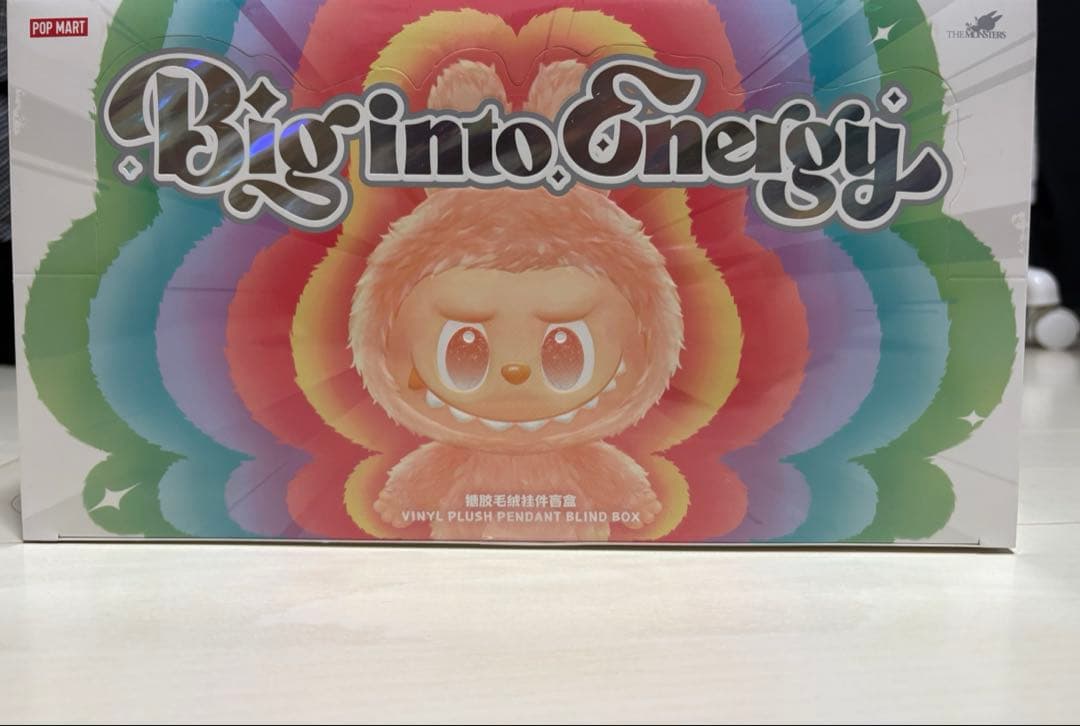 POP MART
THE MONSTERS
Big into Energy
搪胶毛绒挂件盲盒
VINYL PLUSH PENDANT BLIND BOX